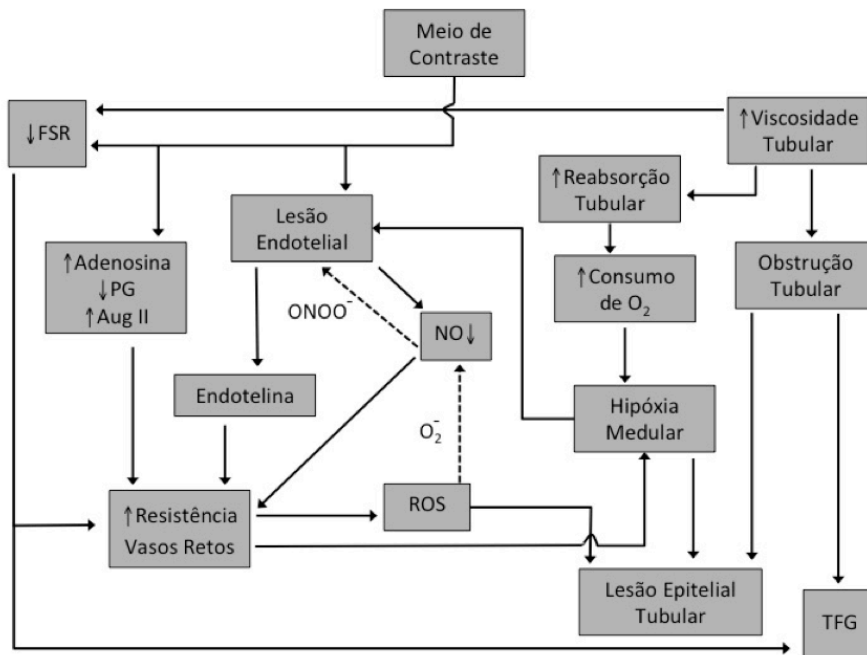 Meio de
Contraste
↓FSR
↑Viscosidade
Tubular
↑Reabsorção
Tubular
Lesão
Endotelial
↑Adenosina
↓PG
↑Aug II
↑Consumo
de O₂
Obstrução
Tubular
ONOO⁻
NO↓
Endotelina
Hipóxia
Medular
O₂⁻
↑Resistência
Vasos Retos
ROS
Lesão Epitelial
Tubular
TFG